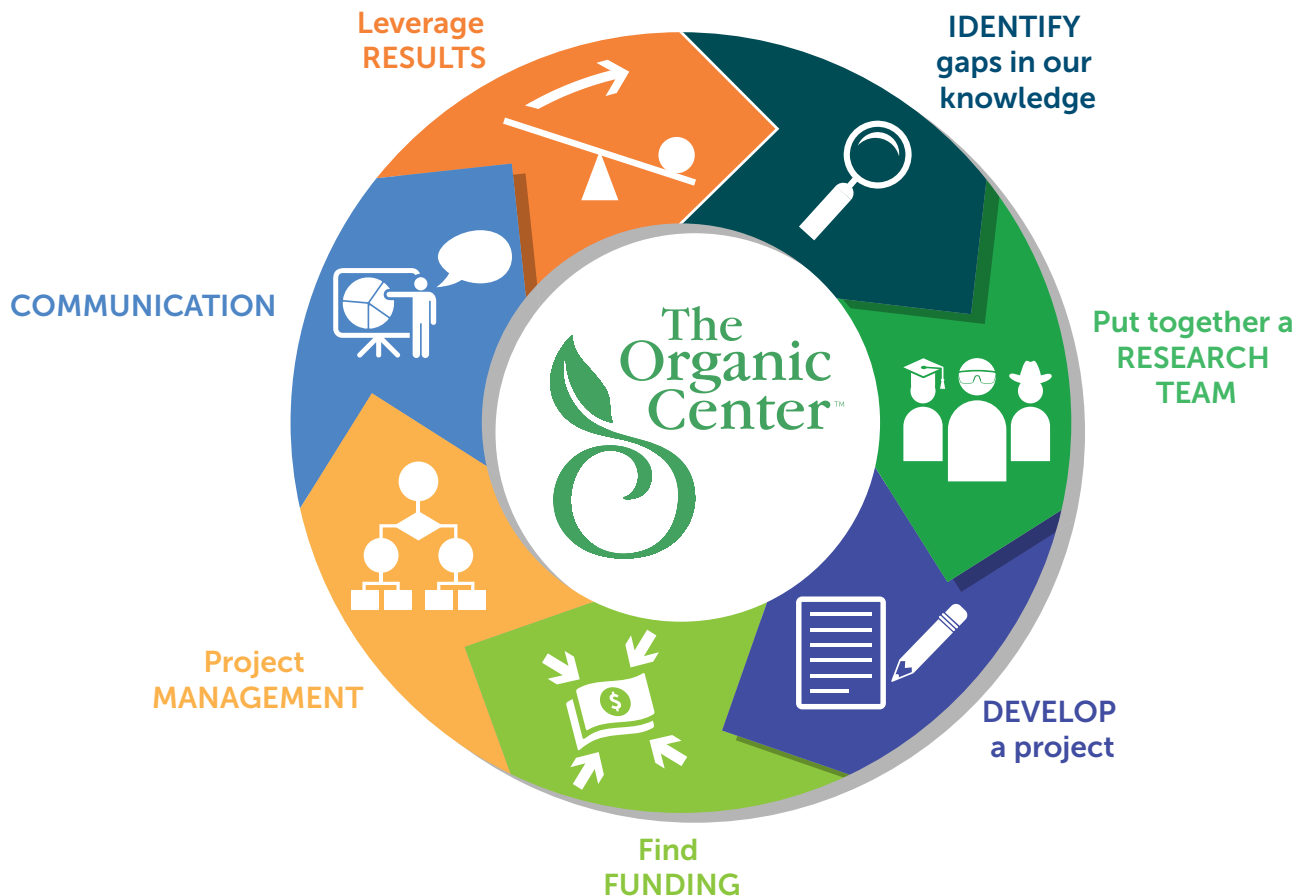 Leverage
RESULTS
IDENTIFY
gaps in our
knowledge
Put together a
RESEARCH
TEAM
DEVELOP
a project
Find
FUNDING
Project
MANAGEMENT
COMMUNICATION
The
Organic
Center™
$